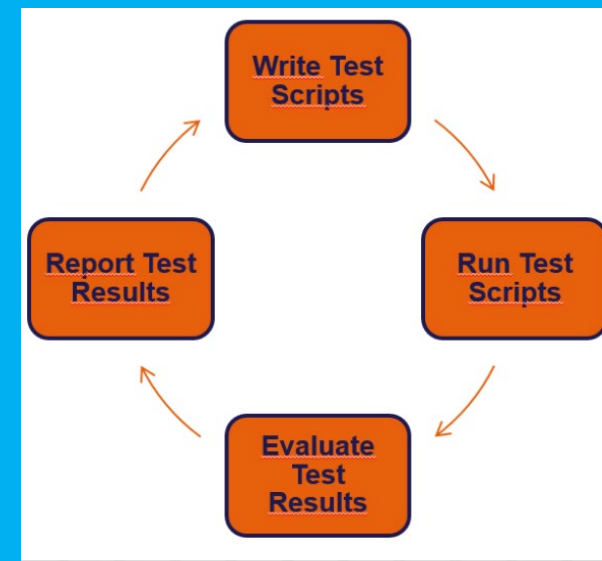 Write Test
Scripts
Report Test
Results
Run Test
Scripts
Evaluate
Test
Results